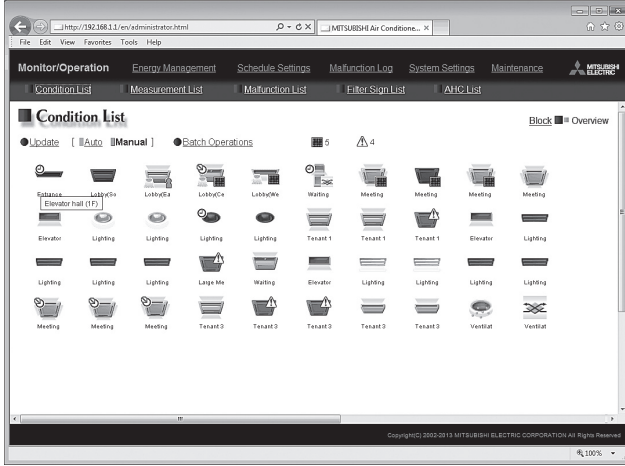 http://192.168.1.1/en/administrator.html
MITSUBISHI Air Conditione...
File Edit View Favorites Tools Help
Monitor/Operation Energy Management Schedule Settings Malfunction Log System Settings Maintenance MITSUBISHI ELECTRIC
Condition List Measurement List Malfunction List Filter Sign List AHC List
Condition List
Block Overview
Update [ Auto Manual ] Batch Operations 5 4
Entrance Lobby(So Lobby(Ea Lobby(Ce Lobby(We Waiting Meeting Meeting Meeting
Elevator hall (1F)
Elevator Lighting Lighting Lighting Lighting Tenant 1 Tenant 1 Tenant 1 Elevator Lighting
Lighting Lighting Lighting Large Me Waiting Elevator Lighting Lighting Lighting Lighting
Meeting Meeting Meeting Tenant 3 Tenant 3 Tenant 3 Tenant 3 Tenant 3 Ventilat Ventilat
Copyright(C) 2002-2013 MITSUBISHI ELECTRIC CORPORATION All Rights Reserved
100%